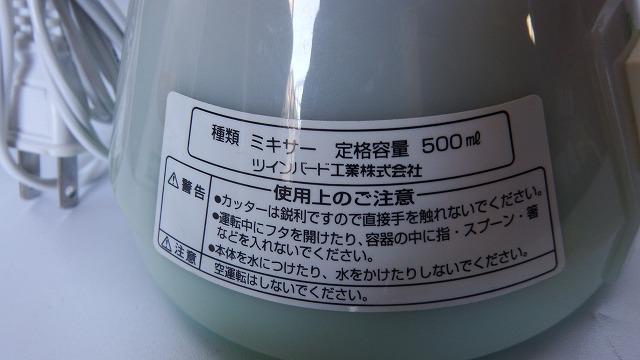 種類 ミキサー 定格容量 500㎖
ツインバード工業株式会社
使用上のご注意
⚠警告
●カッターは鋭利ですので直接手を触れないでください。
●運転中にフタを開けたり、容器の中に指・スプーン・箸
などを入れないでください。
●本体を水につけたり、水をかけたりしないでください。
⚠注意
空運転はしないでください。